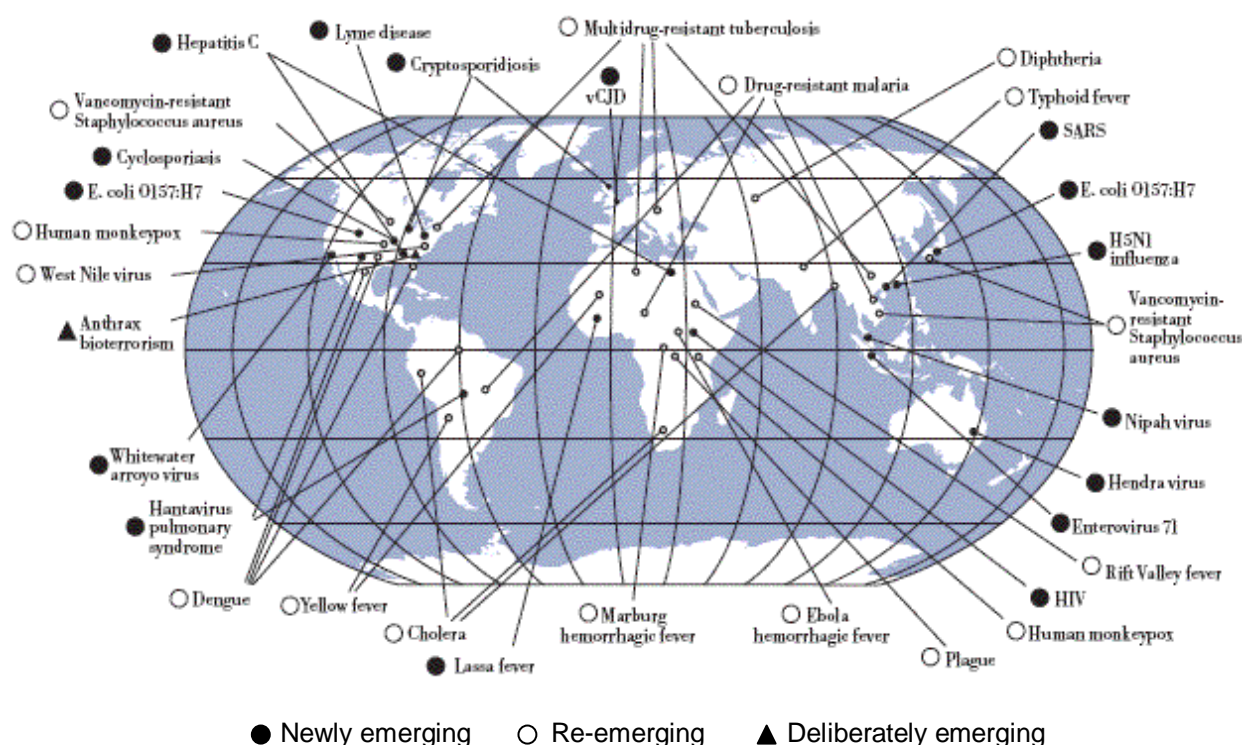 Hepatitis C
Lyme disease
Cryptosporidiosis
Multidrug-resistant tuberculosis
vCJD
Drug-resistant malaria
Diphtheria
Typhoid fever
SARS
E. coli O157:H7
H5N1
influenza
Vancomycin-
resistant
Staphylococcus
aureus
Nipah virus
Hendra virus
Enterovirus 71
Rift Valley fever
HIV
Human monkeypox
Plague
Ebola
hemorrhagic fever
Marburg
hemorrhagic fever
Lassa fever
Cholera
Yellow fever
Dengue
Hantavirus
pulmonary
syndrome
Whitewater
arroyo virus
Anthrax
bioterrorism
West Nile virus
Human monkeypox
E. coli O157:H7
Cyclosporiasis
Vancomycin-resistant
Staphylococcus aureus
Newly emerging
Re-emerging
Deliberately emerging